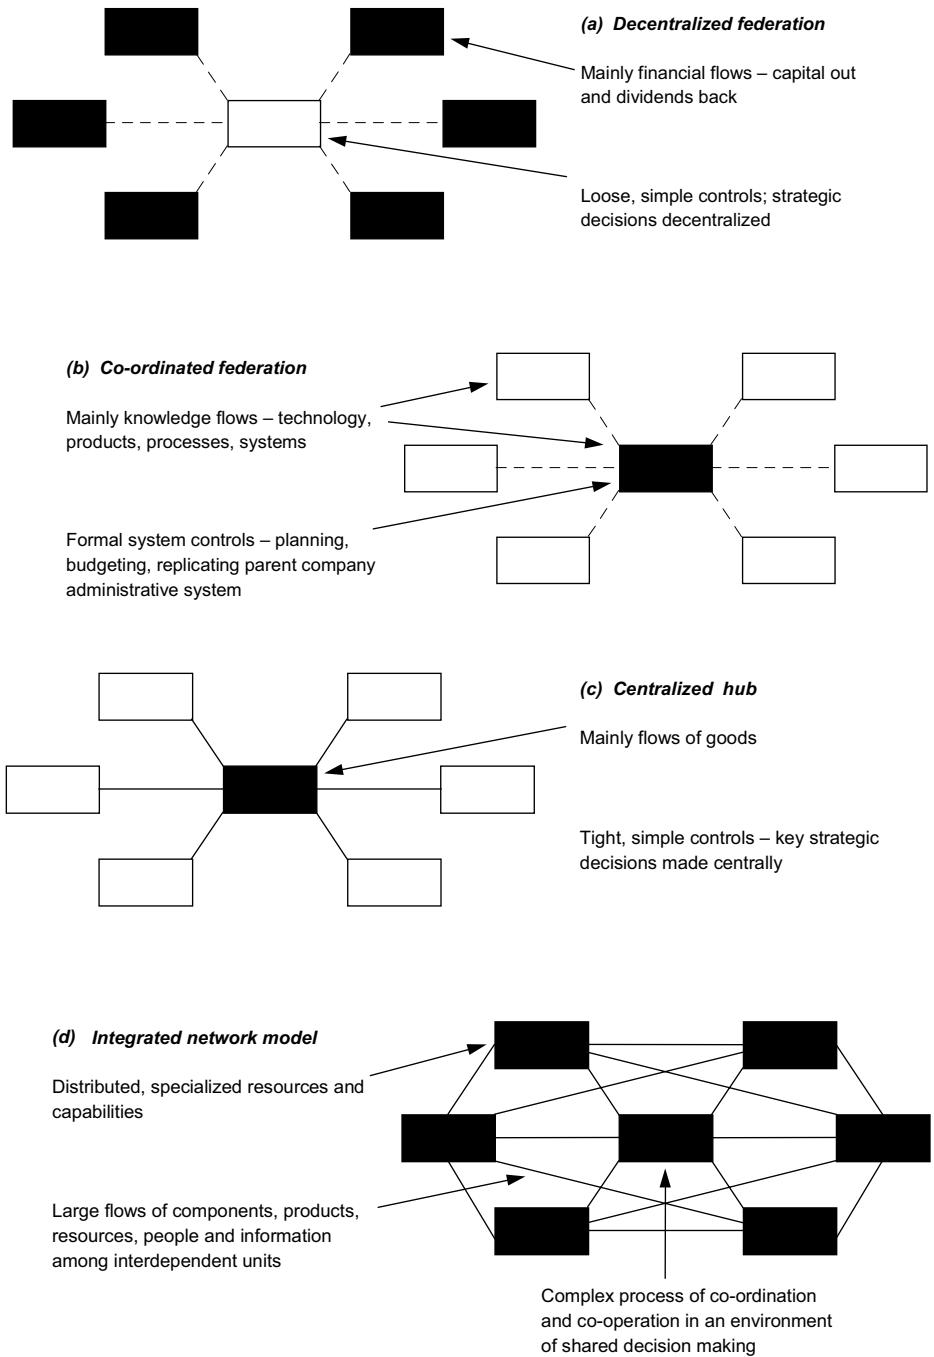 (a) Decentralized federation
Mainly financial flows – capital out
and dividends back
Loose, simple controls; strategic
decisions decentralized
(b) Co-ordinated federation
Mainly knowledge flows – technology,
products, processes, systems
Formal system controls – planning,
budgeting, replicating parent company
administrative system
(c) Centralized hub
Mainly flows of goods
Tight, simple controls – key strategic
decisions made centrally
(d) Integrated network model
Distributed, specialized resources and
capabilities
Large flows of components, products,
resources, people and information
among interdependent units
Complex process of co-ordination
and co-operation in an environment
of shared decision making